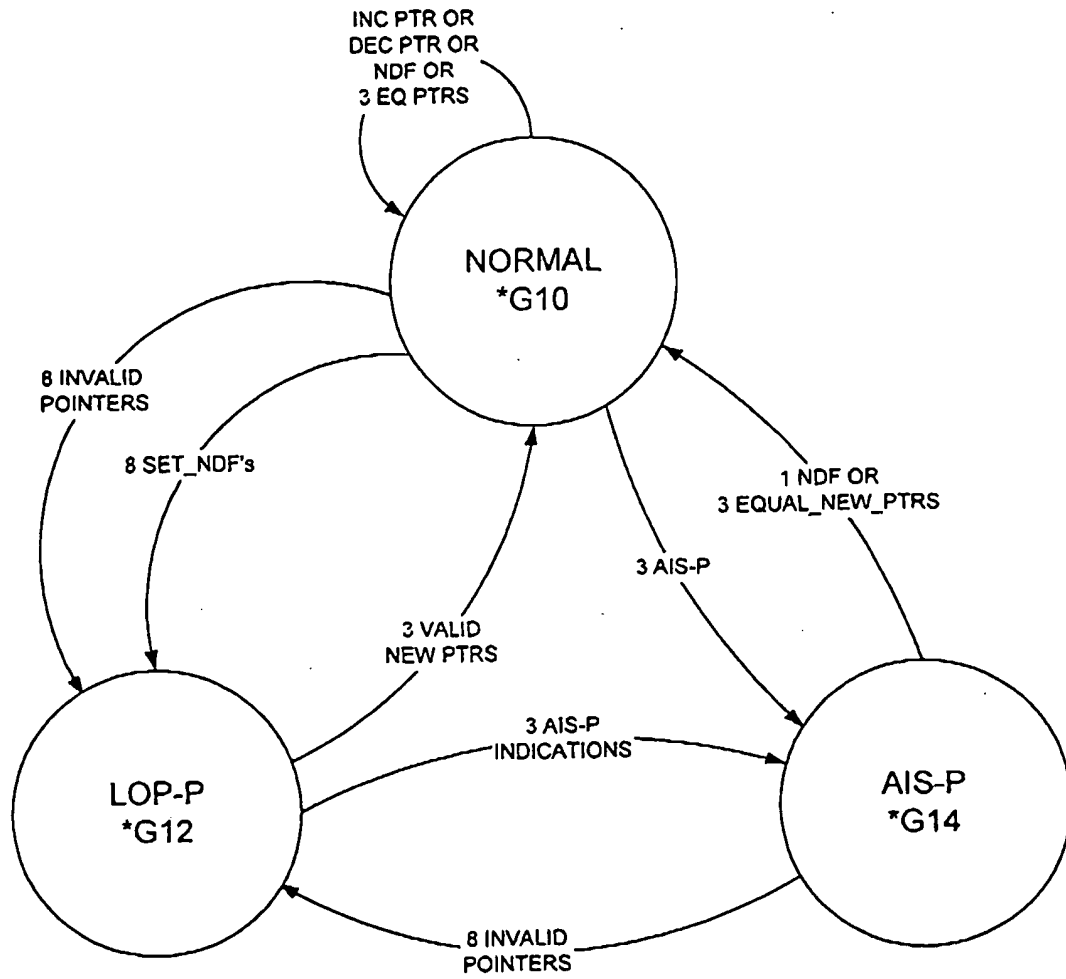 INC PTR OR
DEC PTR OR
NDF OR
3 EQ PTRS
NORMAL
*G10
8 INVALID
POINTERS
8 SET_NDF's
1 NDF OR
3 EQUAL_NEW_PTRS
3 AIS-P
3 VALID
NEW PTRS
3 AIS-P
INDICATIONS
LOP-P
*G12
AIS-P
*G14
8 INVALID
POINTERS